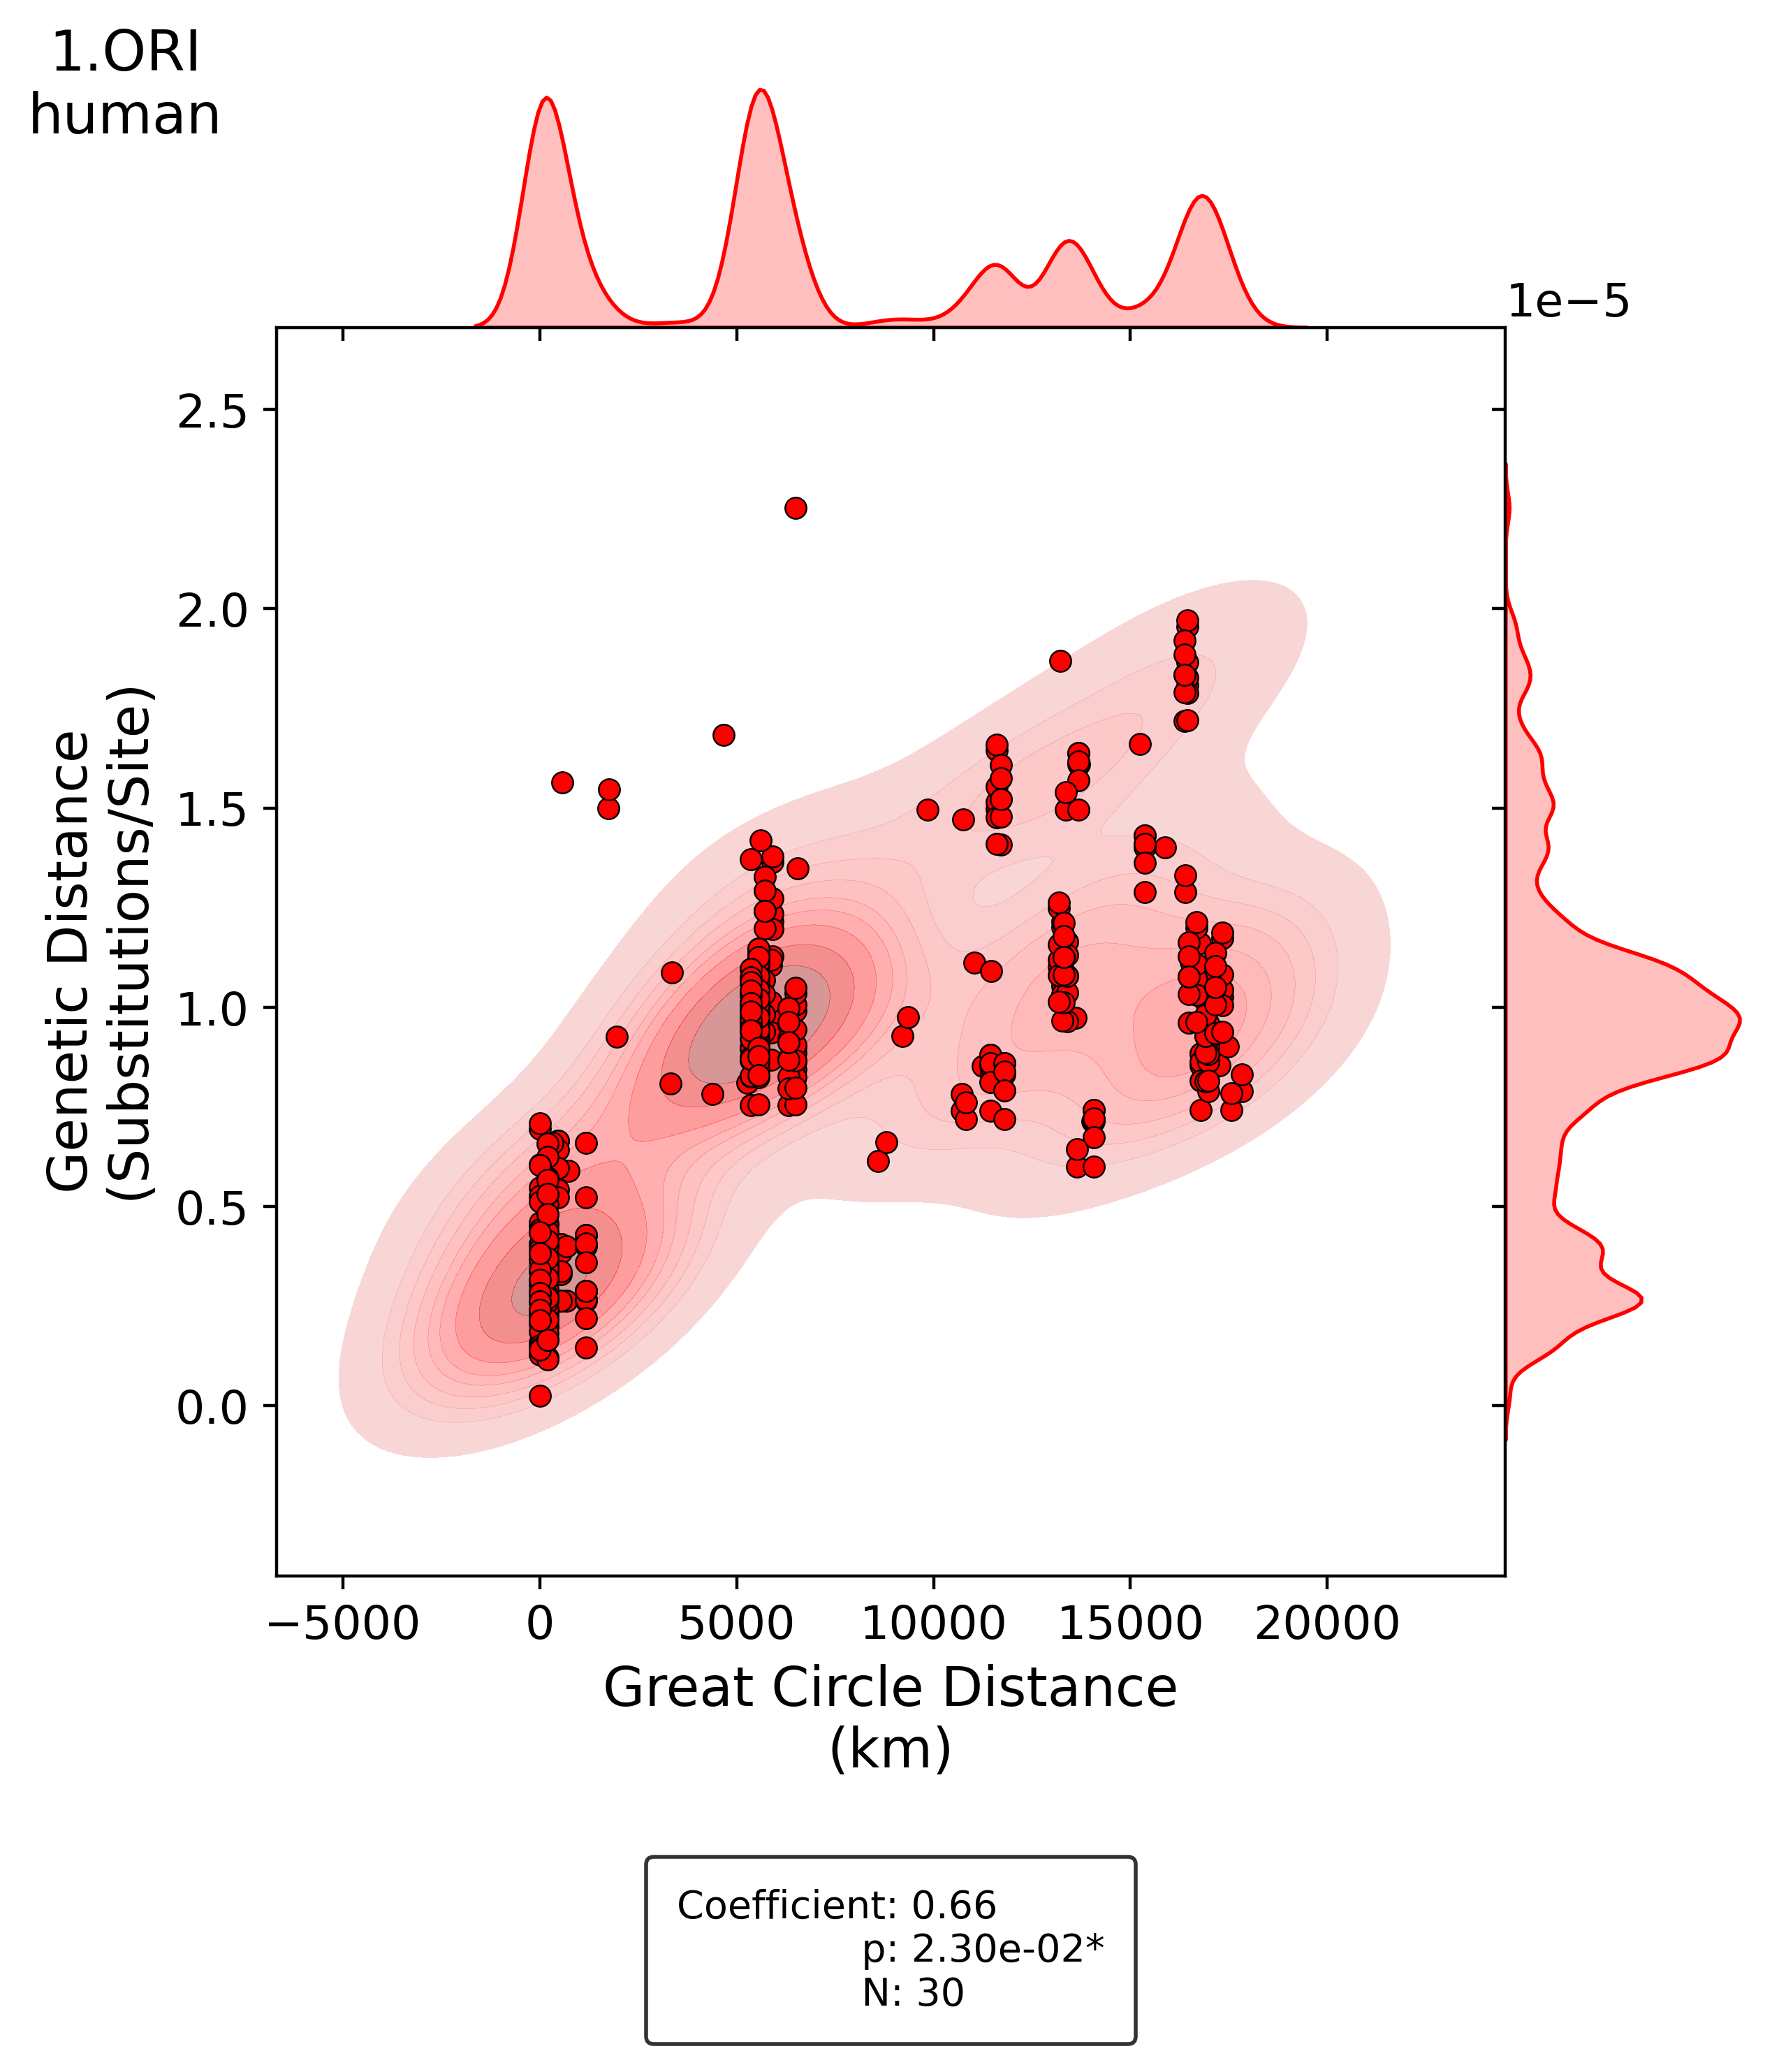 1.ORI
human
1e−5
2.5
2.0
1.5
1.0
0.5
0.0
Genetic Distance
(Substitutions/Site)
−5000 0 5000 10000 15000 20000
Great Circle Distance
(km)
Coefficient: 0.66
p: 2.30e-02*
N: 30